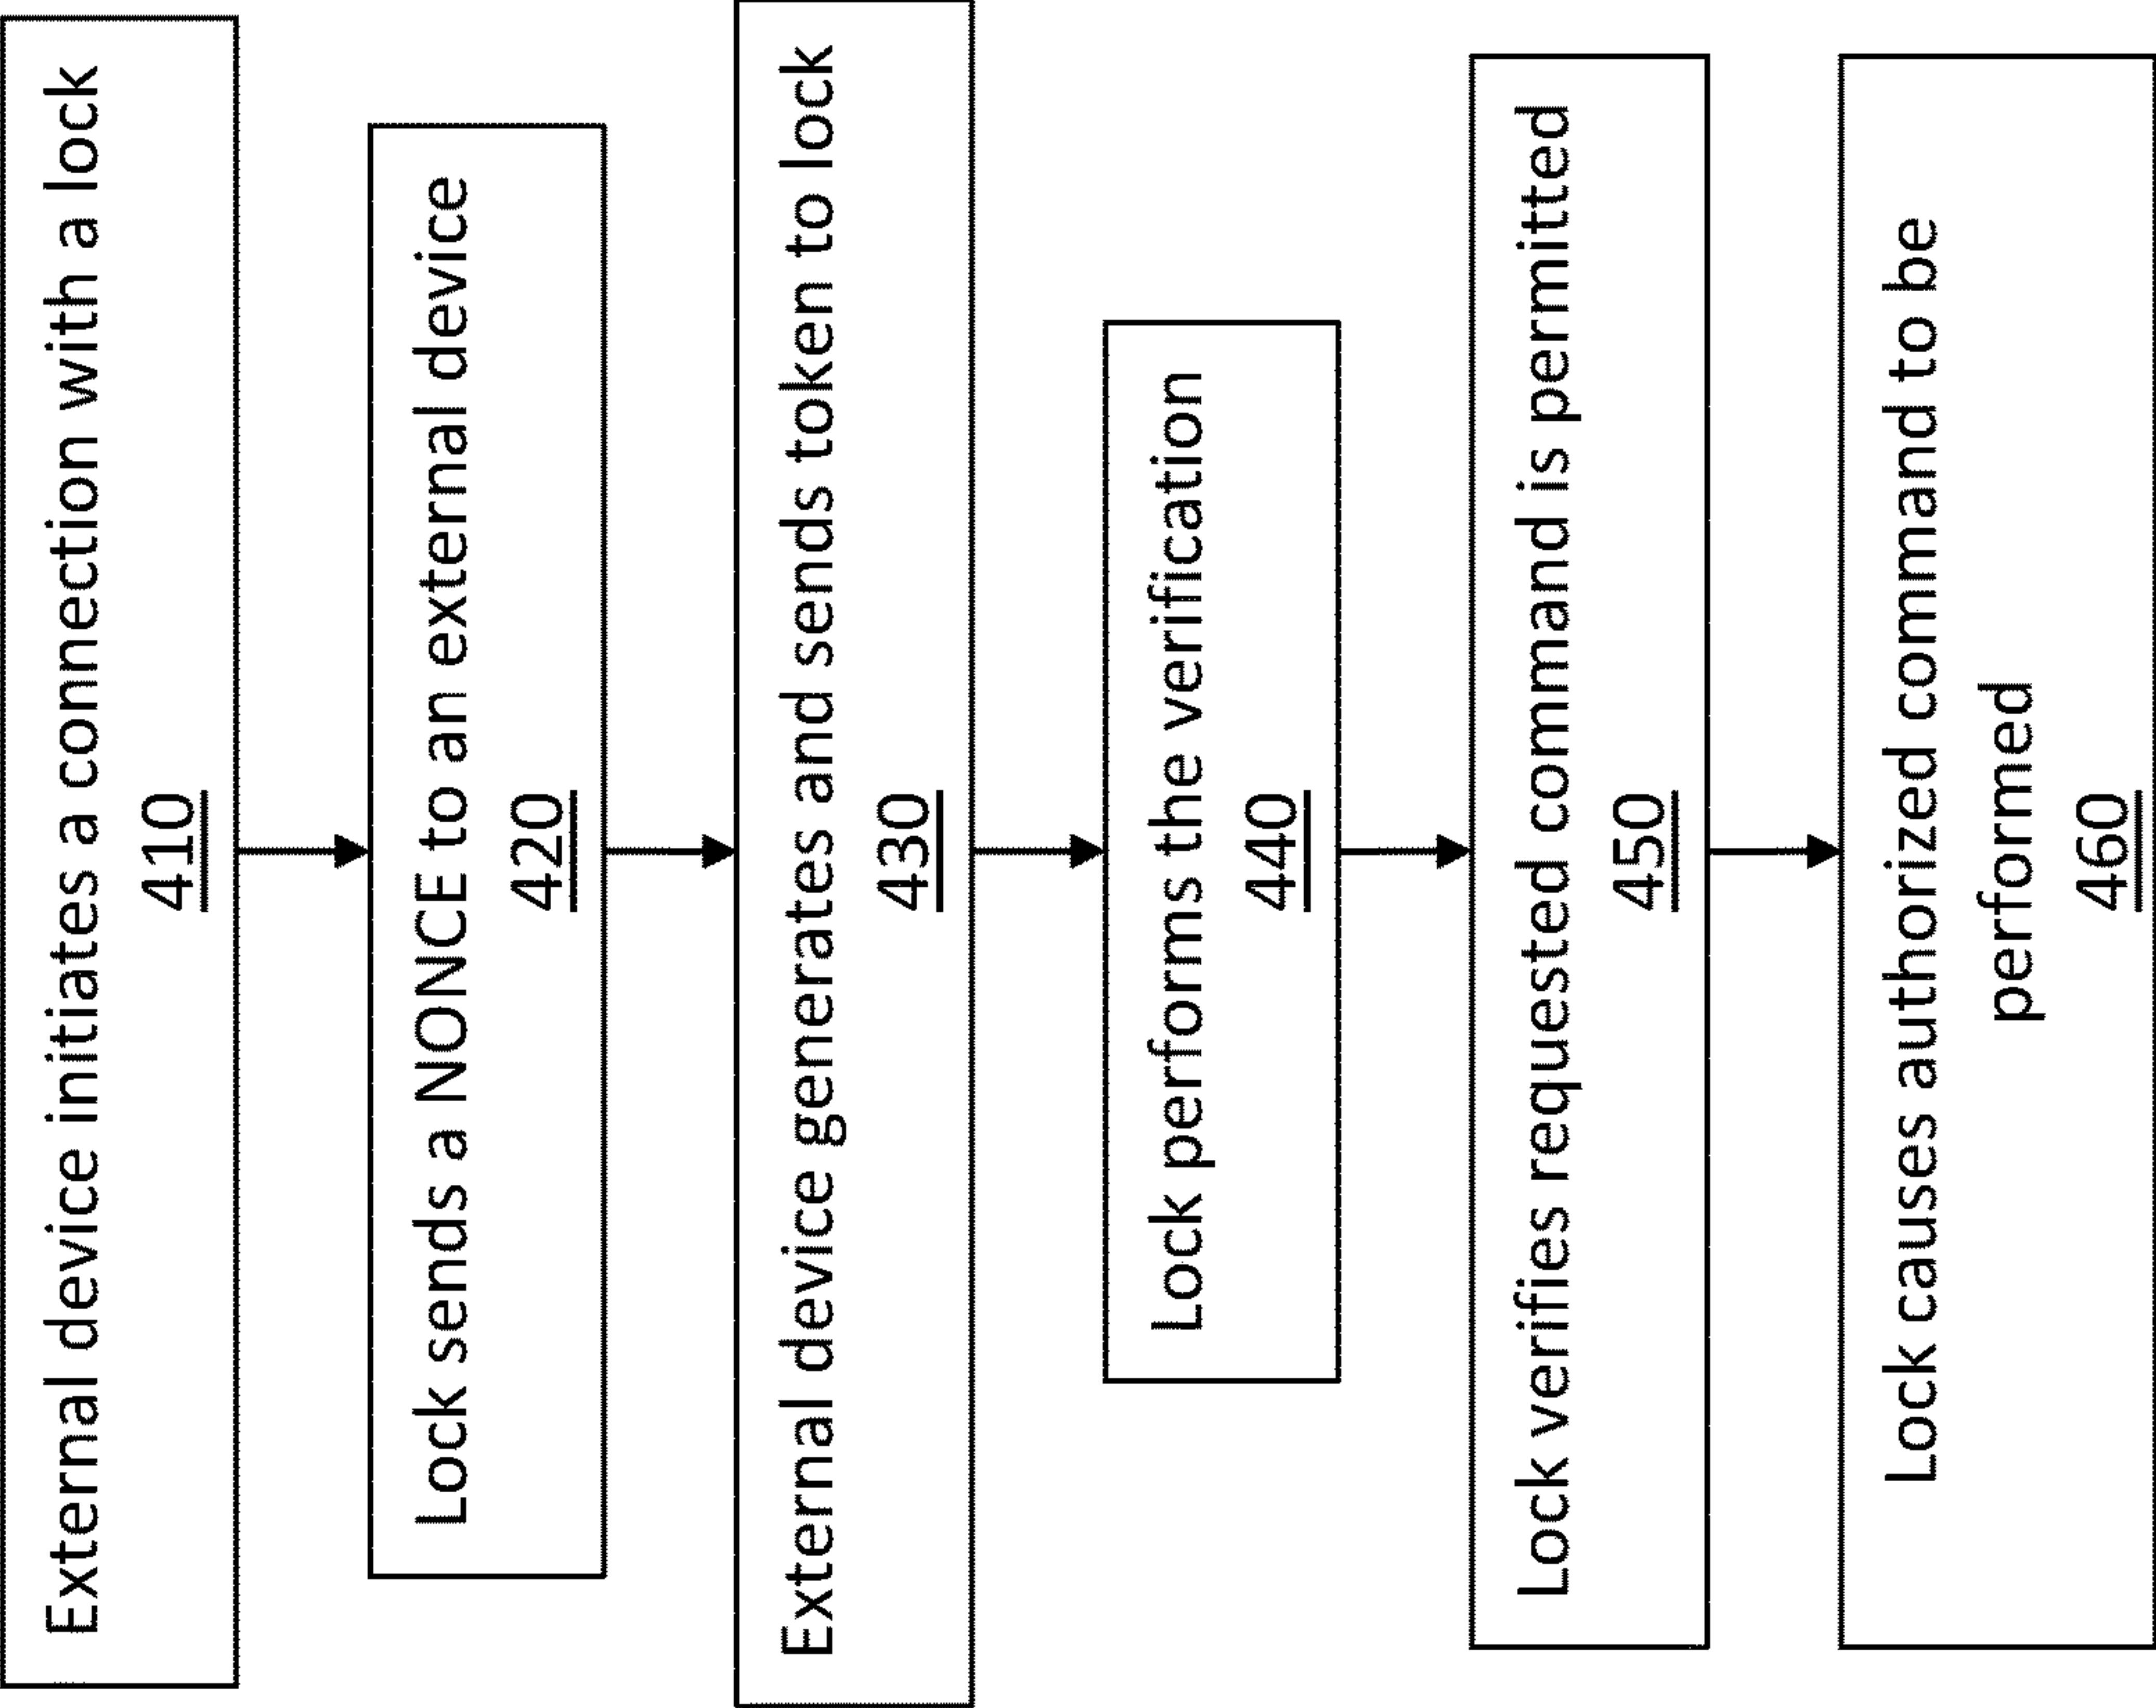 External device initiates a connection with a lock
410
Lock sends a NONCE to an external device
420
External device generates and sends token to lock
430
Lock performs the verification
440
Lock verifies requested command is permitted
450
Lock causes authorized command to be
performed
460